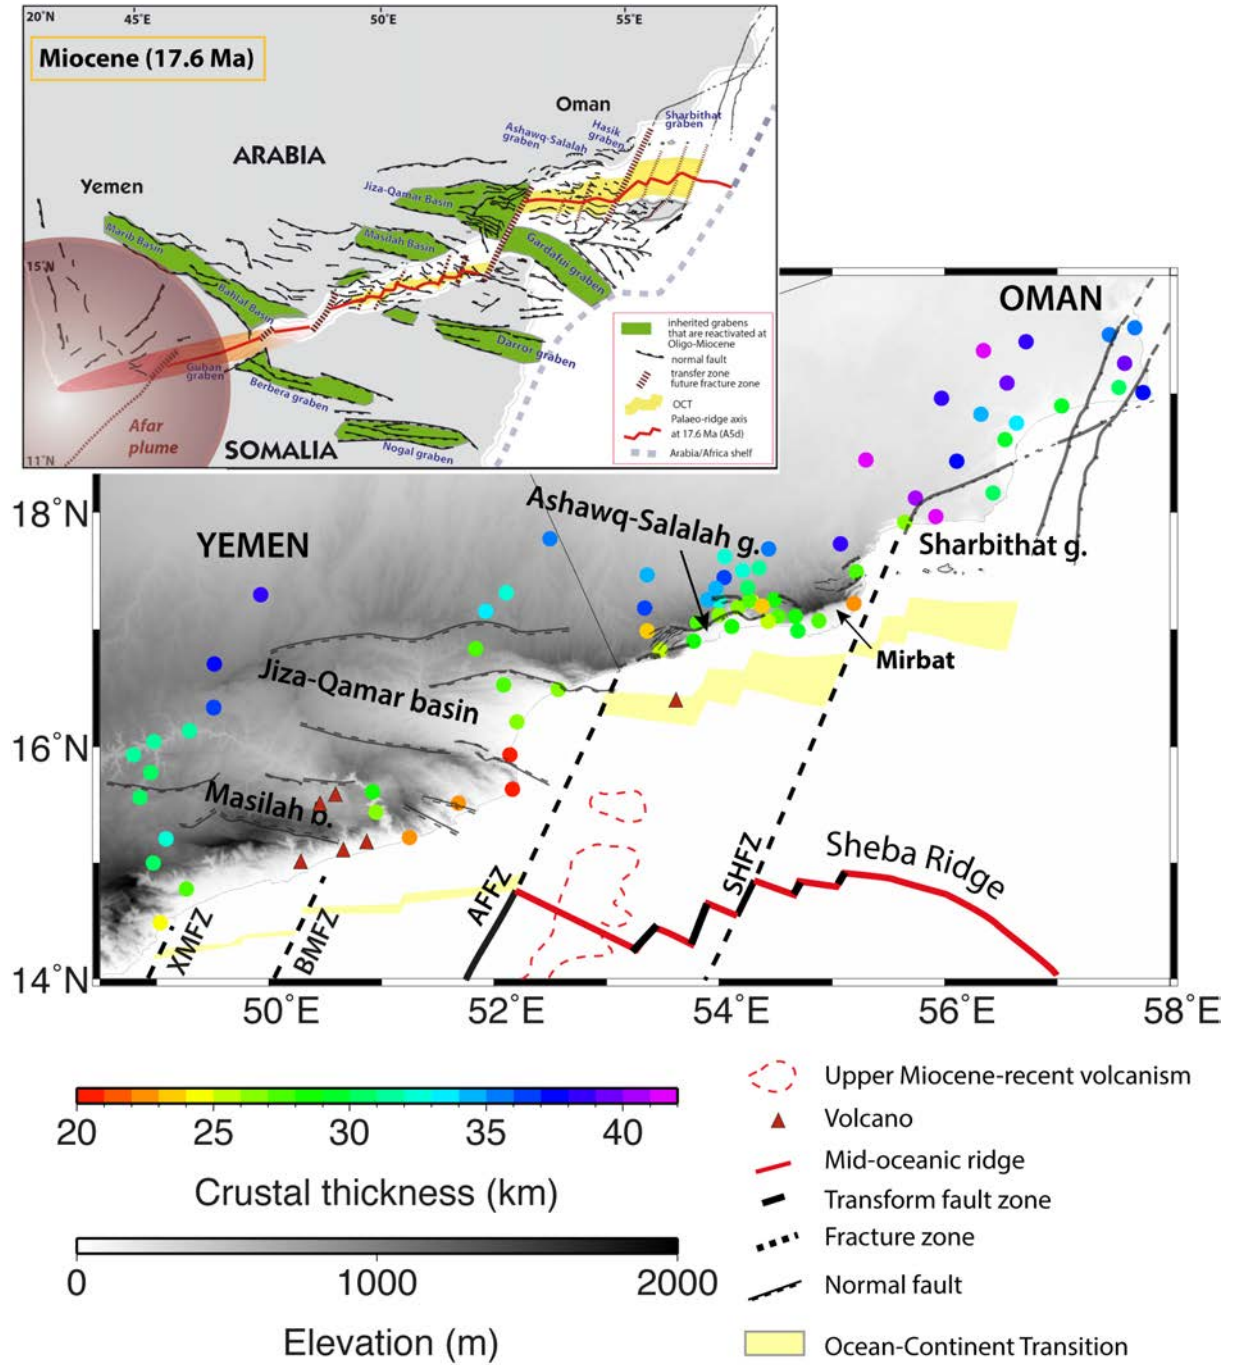 20°N
45°E
50°E
55°E
Miocene (17.6 Ma)
Oman
Sharbithat
graben
Hasik
graben
Ashawq-Salalah
graben
ARABIA
Yemen
Jiza-Qamar Basin
Marib Basin
Masilah Basin
Gardafui graben
15°N
Balhaf Basin
inherited grabens
that are reactivated at
Oligo-Miocene
normal fault
transfer zone
future fracture zone
OCT
Palaeo-ridge axis
at 17.6 Ma (A5d)
Arabia/Africa shelf
Darror graben
Guban
graben
Berbera graben
Afar
plume
SOMALIA
Nogal graben
11°N
OMAN
18°N
YEMEN
Ashawq-Salalah g.
Sharbithat g.
Mirbat
Jiza-Qamar basin
16°N
Masilah b.
Sheba Ridge
SHFZ
AFFZ
BMFZ
XMFZ
14°N
50°E
52°E
54°E
56°E
58°E
20
25
30
35
40
Crustal thickness (km)
0
1000
2000
Elevation (m)
Upper Miocene-recent volcanism
Volcano
Mid-oceanic ridge
Transform fault zone
Fracture zone
Normal fault
Ocean-Continent Transition